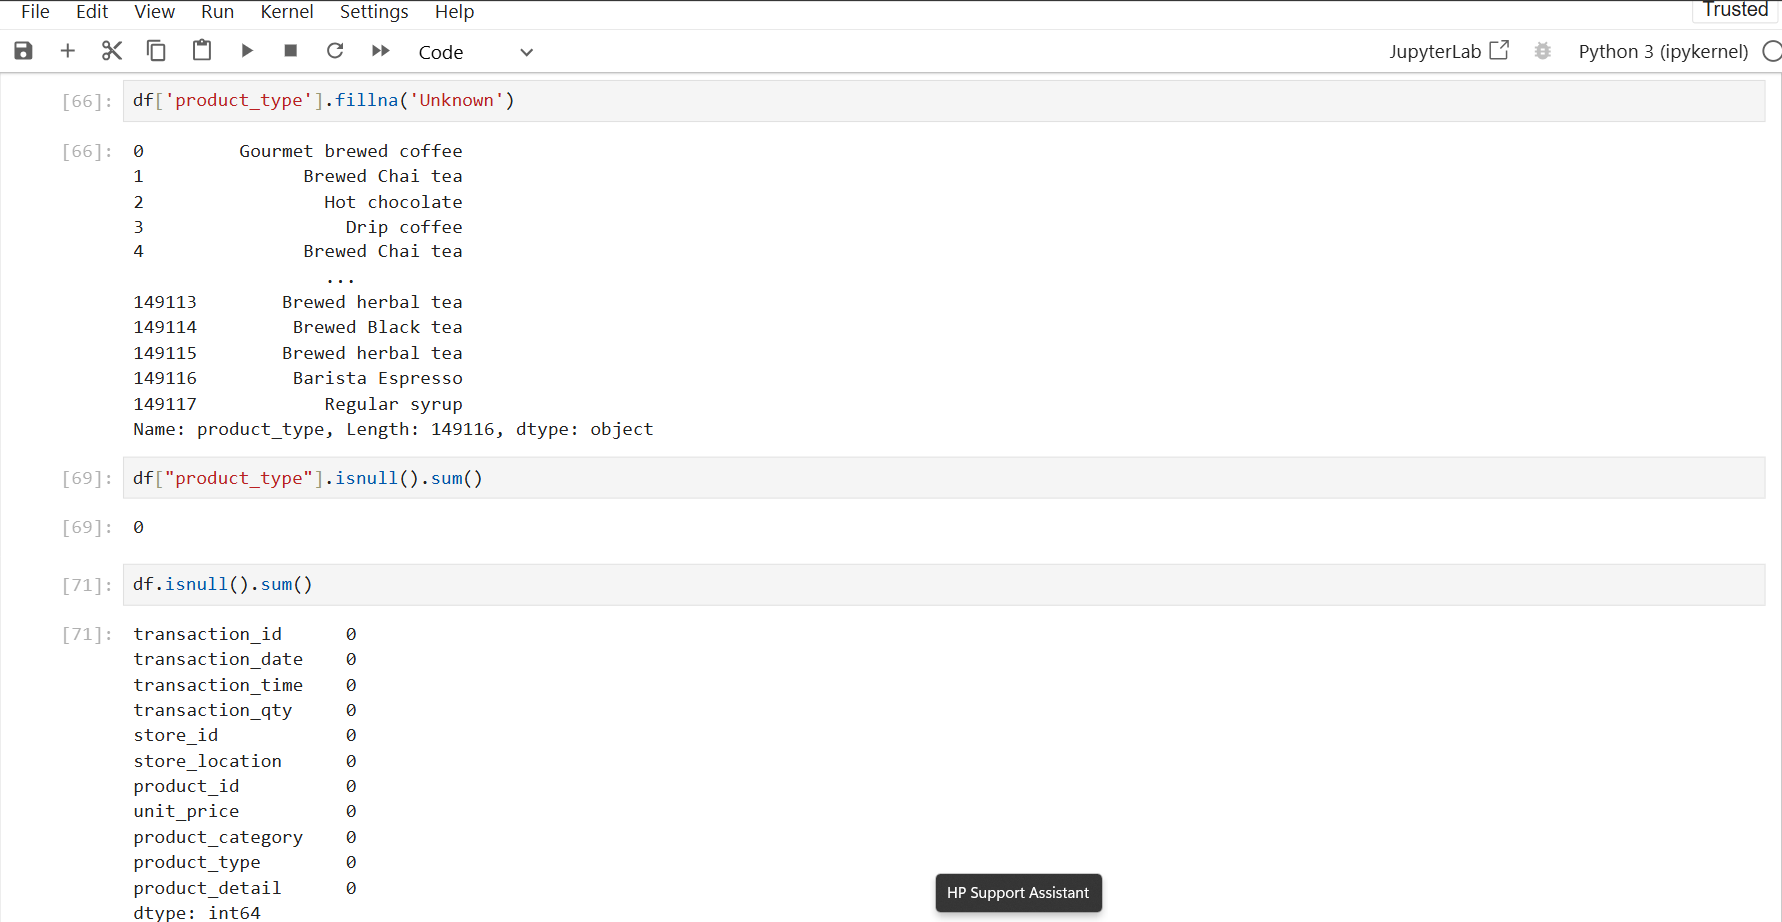 File Edit View Run Kernel Settings Help Trusted
Code JupyterLab Python 3 (ipykernel)
[66]: df['product_type'].fillna('Unknown')
[66]: 0 Gourmet brewed coffee
1 Brewed Chai tea
2 Hot chocolate
3 Drip coffee
4 Brewed Chai tea
...
149113 Brewed herbal tea
149114 Brewed Black tea
149115 Brewed herbal tea
149116 Barista Espresso
149117 Regular syrup
Name: product_type, Length: 149116, dtype: object
[69]: df["product_type"].isnull().sum()
[69]: 0
[71]: df.isnull().sum()
[71]: transaction_id 0
transaction_date 0
transaction_time 0
transaction_qty 0
store_id 0
store_location 0
product_id 0
unit_price 0
product_category 0
product_type 0
product_detail 0
dtype: int64
HP Support Assistant